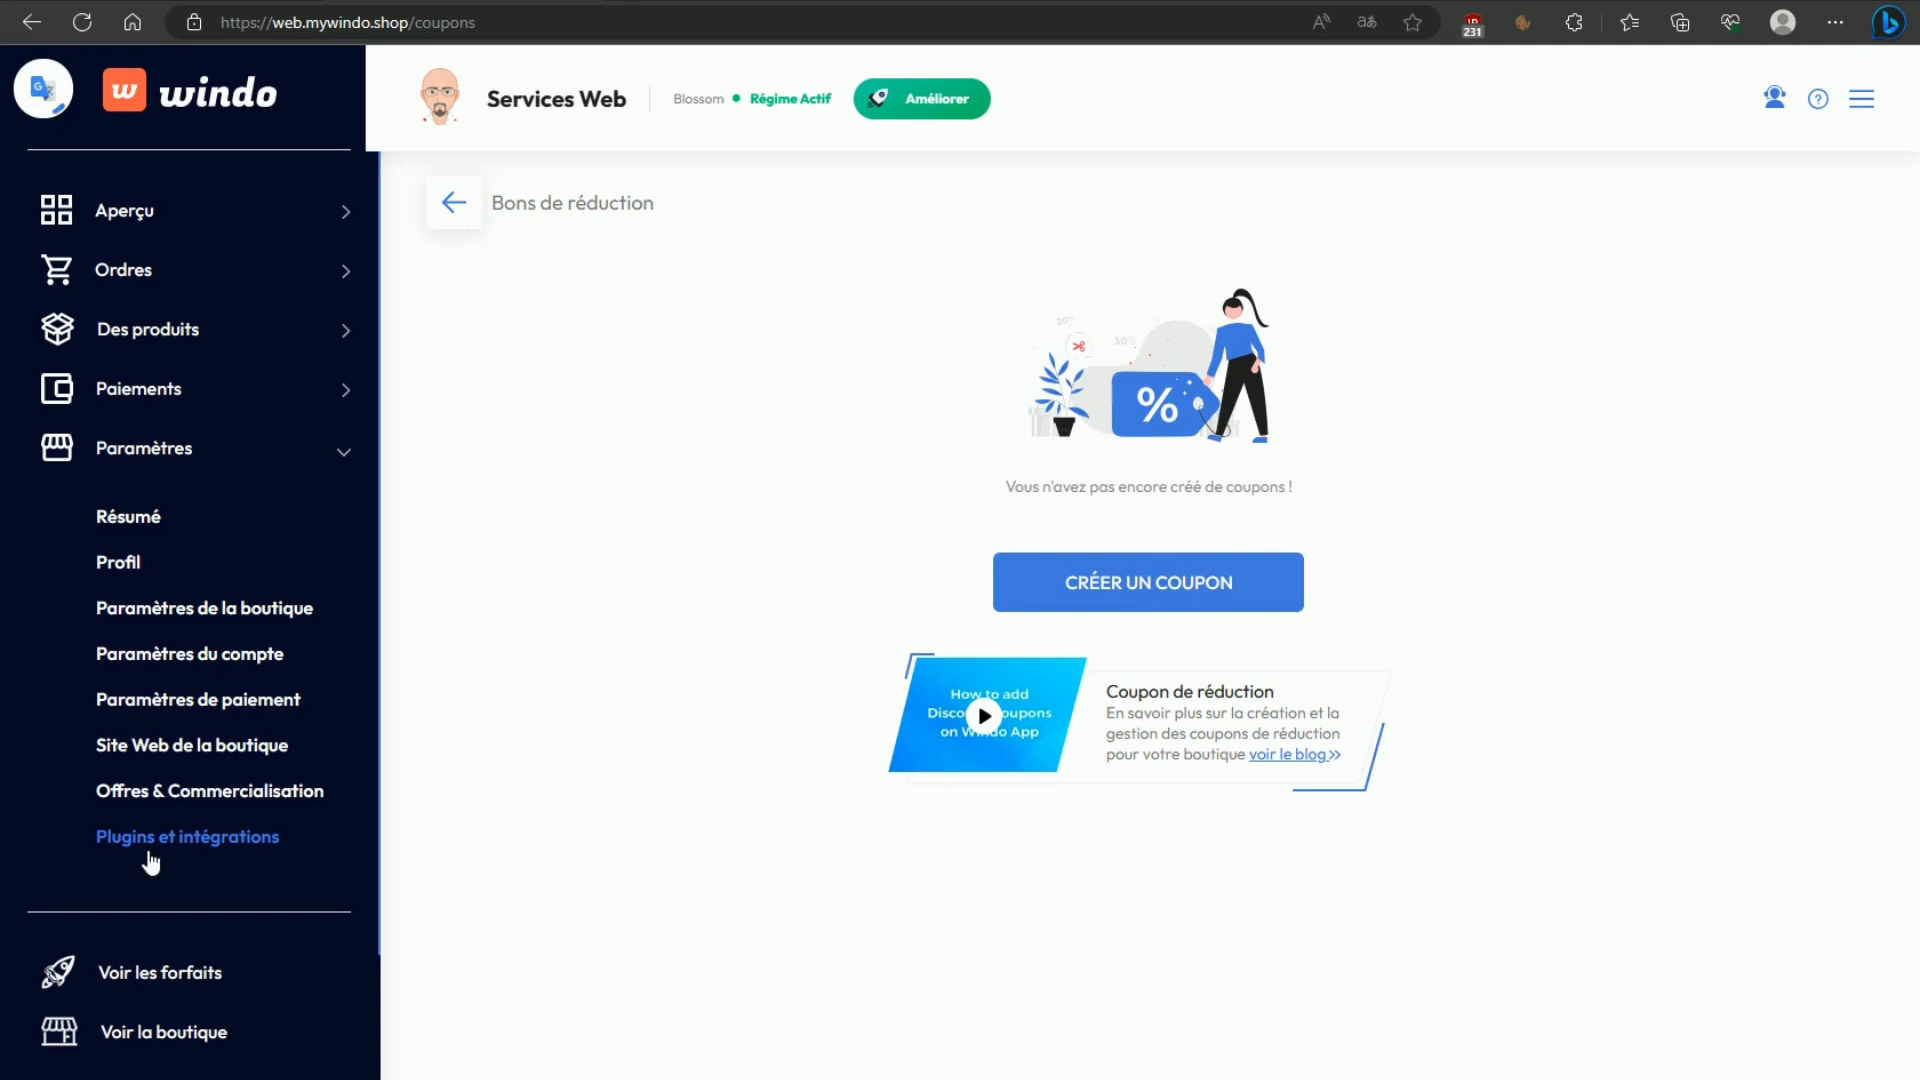 https://web.mywindo.shop/coupons
231
windo
Services Web
Blossom
Régime Actif
Améliorer
Aperçu
Ordres
Des produits
Paiements
Paramètres
Résumé
Profil
Paramètres de la boutique
Paramètres du compte
Paramètres de paiement
Site Web de la boutique
Offres & Commercialisation
Plugins et intégrations
Voir les forfaits
Voir la boutique
Bons de réduction
20%
30%
%
Vous n'avez pas encore créé de coupons !
CRÉER UN COUPON
How to add
on Windo App
Coupon de réduction
En savoir plus sur la création et la
gestion des coupons de réduction
pour votre boutique voir le blog >>